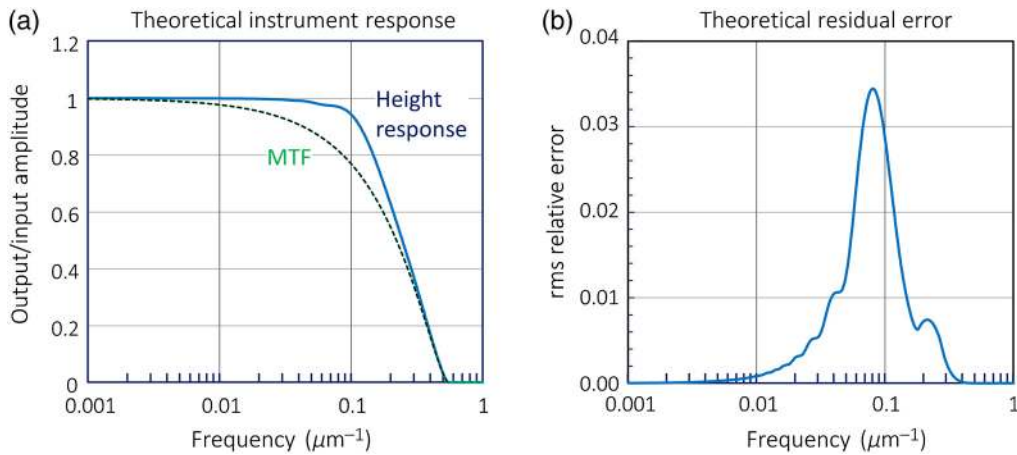 (a)
Theoretical instrument response
1.2
1
0.8
0.6
0.4
0.2
0
Output/input amplitude
Height
response
MTF
0.001
0.01
0.1
1
Frequency (μm⁻¹)
(b)
Theoretical residual error
0.04
0.03
0.02
0.01
0.00
rms relative error
0.001
0.01
0.1
1
Frequency (μm⁻¹)